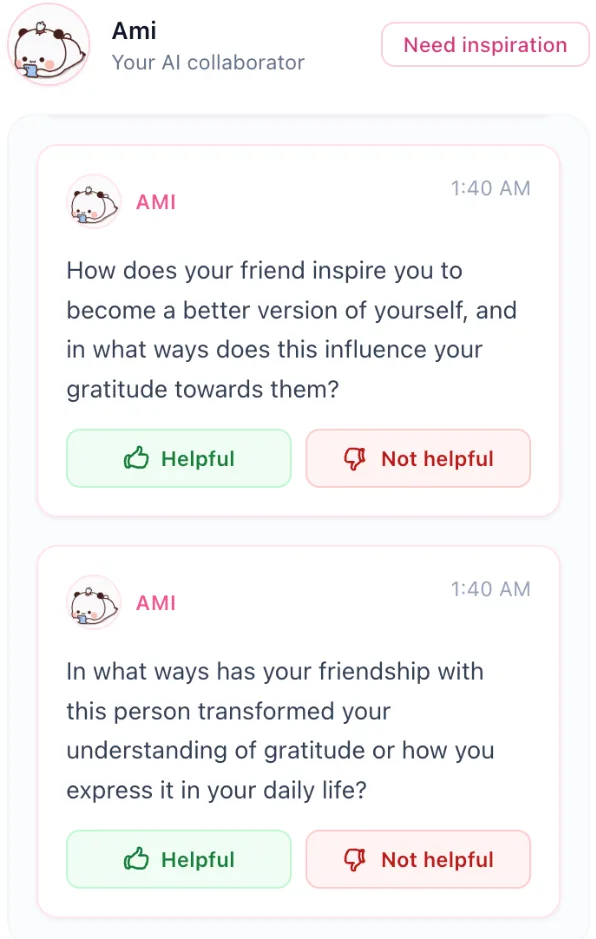 Ami
Your AI collaborator
Need inspiration
AMI
1:40 AM
How does your friend inspire you to
become a better version of yourself, and
in what ways does this influence your
gratitude towards them?
Helpful
Not helpful
AMI
1:40 AM
In what ways has your friendship with
this person transformed your
understanding of gratitude or how you
express it in your daily life?
Helpful
Not helpful